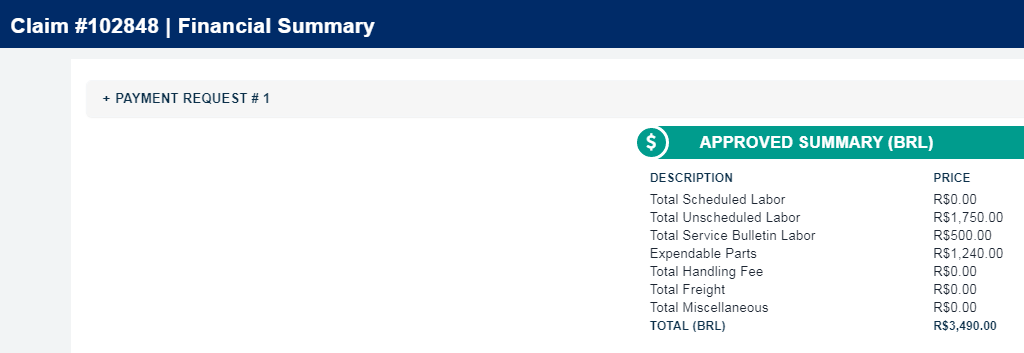 Claim #102848 | Financial Summary
+ PAYMENT REQUEST # 1
$ APPROVED SUMMARY (BRL)
DESCRIPTION PRICE
Total Scheduled Labor R$0.00
Total Unscheduled Labor R$1,750.00
Total Service Bulletin Labor R$500.00
Expendable Parts R$1,240.00
Total Handling Fee R$0.00
Total Freight R$0.00
Total Miscellaneous R$0.00
TOTAL (BRL) R$3,490.00